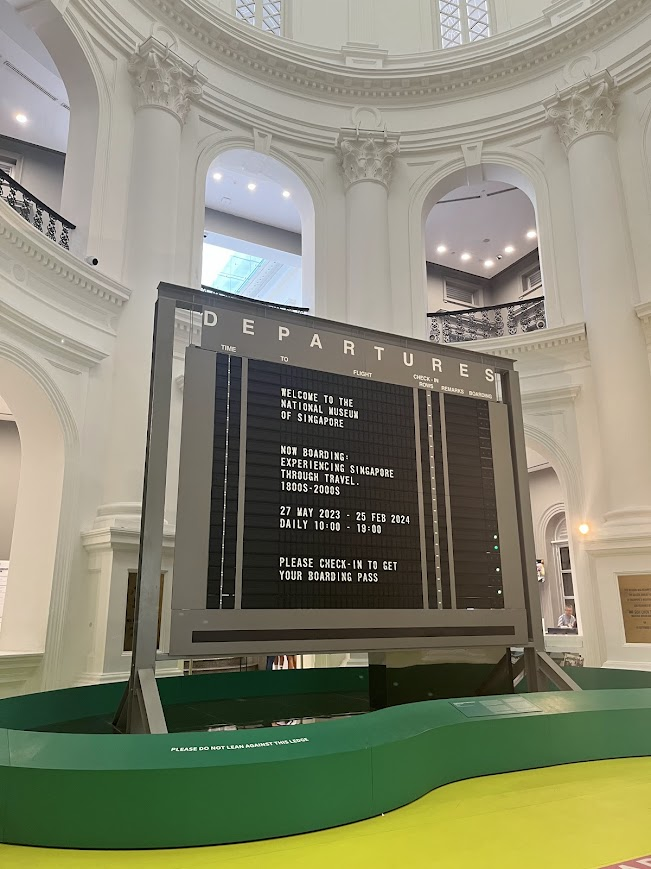 DEPARTURES
TIME TO FLIGHT CHECK-IN ROWS REMARKS BOARDING
WELCOME TO THE
NATIONAL MUSEUM
OF SINGAPORE
NOW BOARDING:
EXPERIENCING SINGAPORE
THROUGH TRAVEL.
1800S-2000S
27 MAY 2023 - 25 FEB 2024
DAILY 10:00 - 19:00
PLEASE CHECK-IN TO GET
YOUR BOARDING PASS
PLEASE DO NOT LEAN AGAINST THIS LEDGE